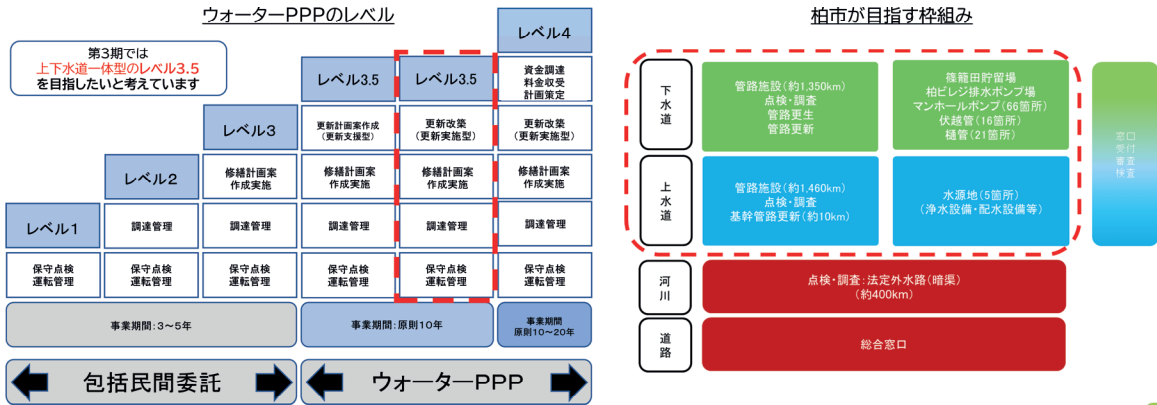 ウォーターPPPのレベル
第3期では
上下水道一体型のレベル3.5
を目指したいと考えています
レベル4
レベル3.5
レベル3.5
資金調達
料金収受
計画策定
レベル3
更新計画案作成
(更新支援型)
更新改築
(更新実施型)
更新改築
(更新実施型)
レベル2
修繕計画案
作成実施
修繕計画案
作成実施
修繕計画案
作成実施
修繕計画案
作成実施
レベル1
調達管理
調達管理
調達管理
調達管理
調達管理
保守点検
運転管理
保守点検
運転管理
保守点検
運転管理
保守点検
運転管理
保守点検
運転管理
保守点検
運転管理
事業期間:3~5年
事業期間:原則10年
事業期間
原則10~20年
包括民間委託
ウォーターPPP
柏市が目指す枠組み
下水道
管路施設(約1,350km)
点検・調査
管路更生
管路更新
篠籠田貯留場
柏ビレジ排水ポンプ場
マンホールポンプ(66箇所)
伏越管(16箇所)
樋管(21箇所)
窓口
受付
審査
検査
上水道
管路施設(約1,460km)
点検・調査
基幹管路更新(約10km)
水源地(5箇所)
(浄水設備・配水設備等)
河川
点検・調査:法定外水路(暗渠)
(約400km)
道路
総合窓口